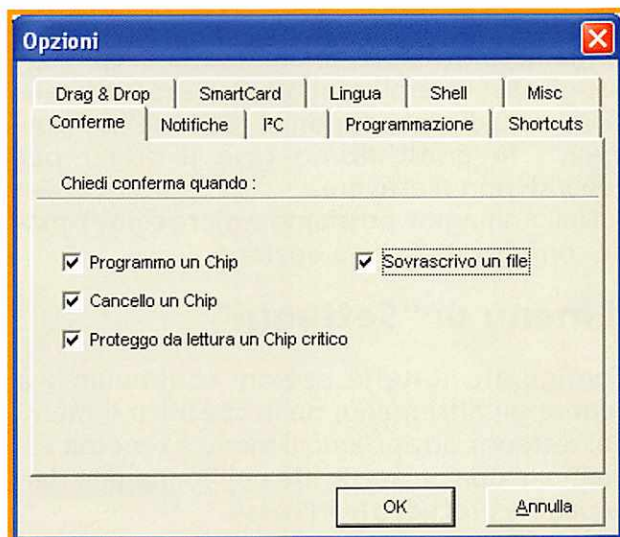 Opzioni
Drag & Drop SmartCard Lingua Shell Misc
Conferme Notifiche I²C Programmazione Shortcuts
Chiedi conferma quando :
Programmo un Chip Sovrascrivo un file
Cancello un Chip
Proteggo da lettura un Chip critico
OK Annulla